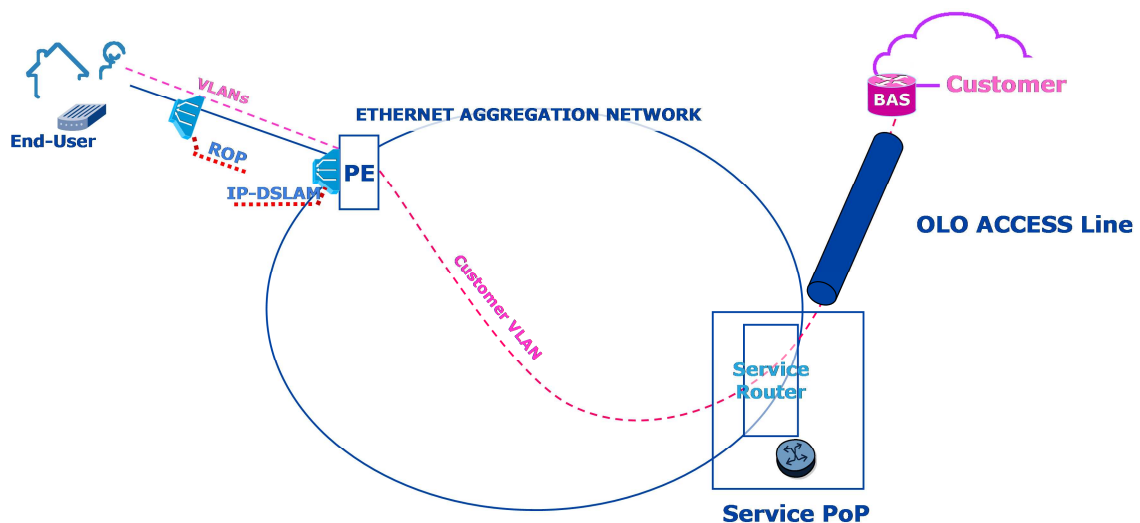 VLANs
End-User
ROP
IP-DSLAM
PE
ETHERNET AGGREGATION NETWORK
BAS
Customer
OLO ACCESS Line
Customer VLAN
Service
Router
Service PoP